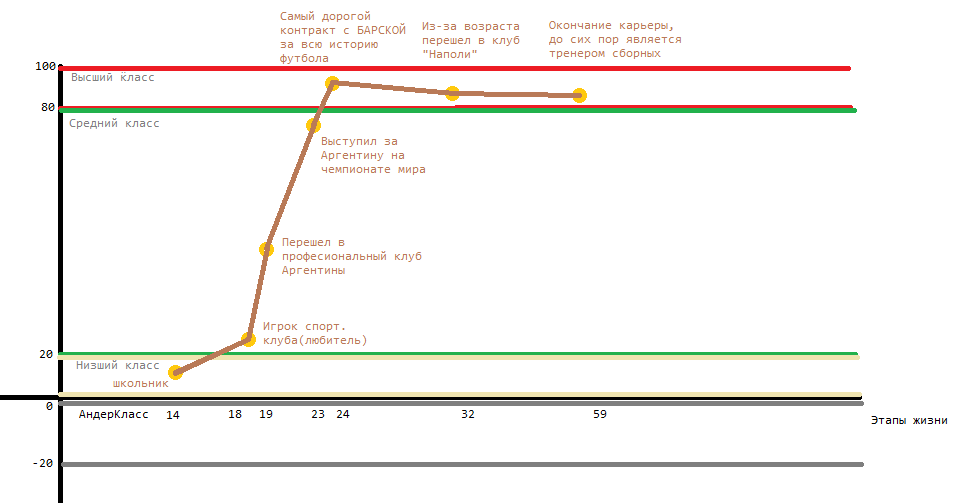 Самый дорогой
контракт с БАРСКОЙ
за всю историю
футбола
Из-за возраста
перешел в клуб
"Наполи"
Окончание карьеры,
до сих пор является
тренером сборных
100
Высший класс
80
Средний класс
Выступил за
Аргентину на
чемпионате мира
Перешел в
професиональный клуб
Аргентины
Игрок спорт.
клуба(любитель)
20
Низший класс
школьник
0
АндерКласс
14
18
19
23
24
32
59
Этапы жизни
-20